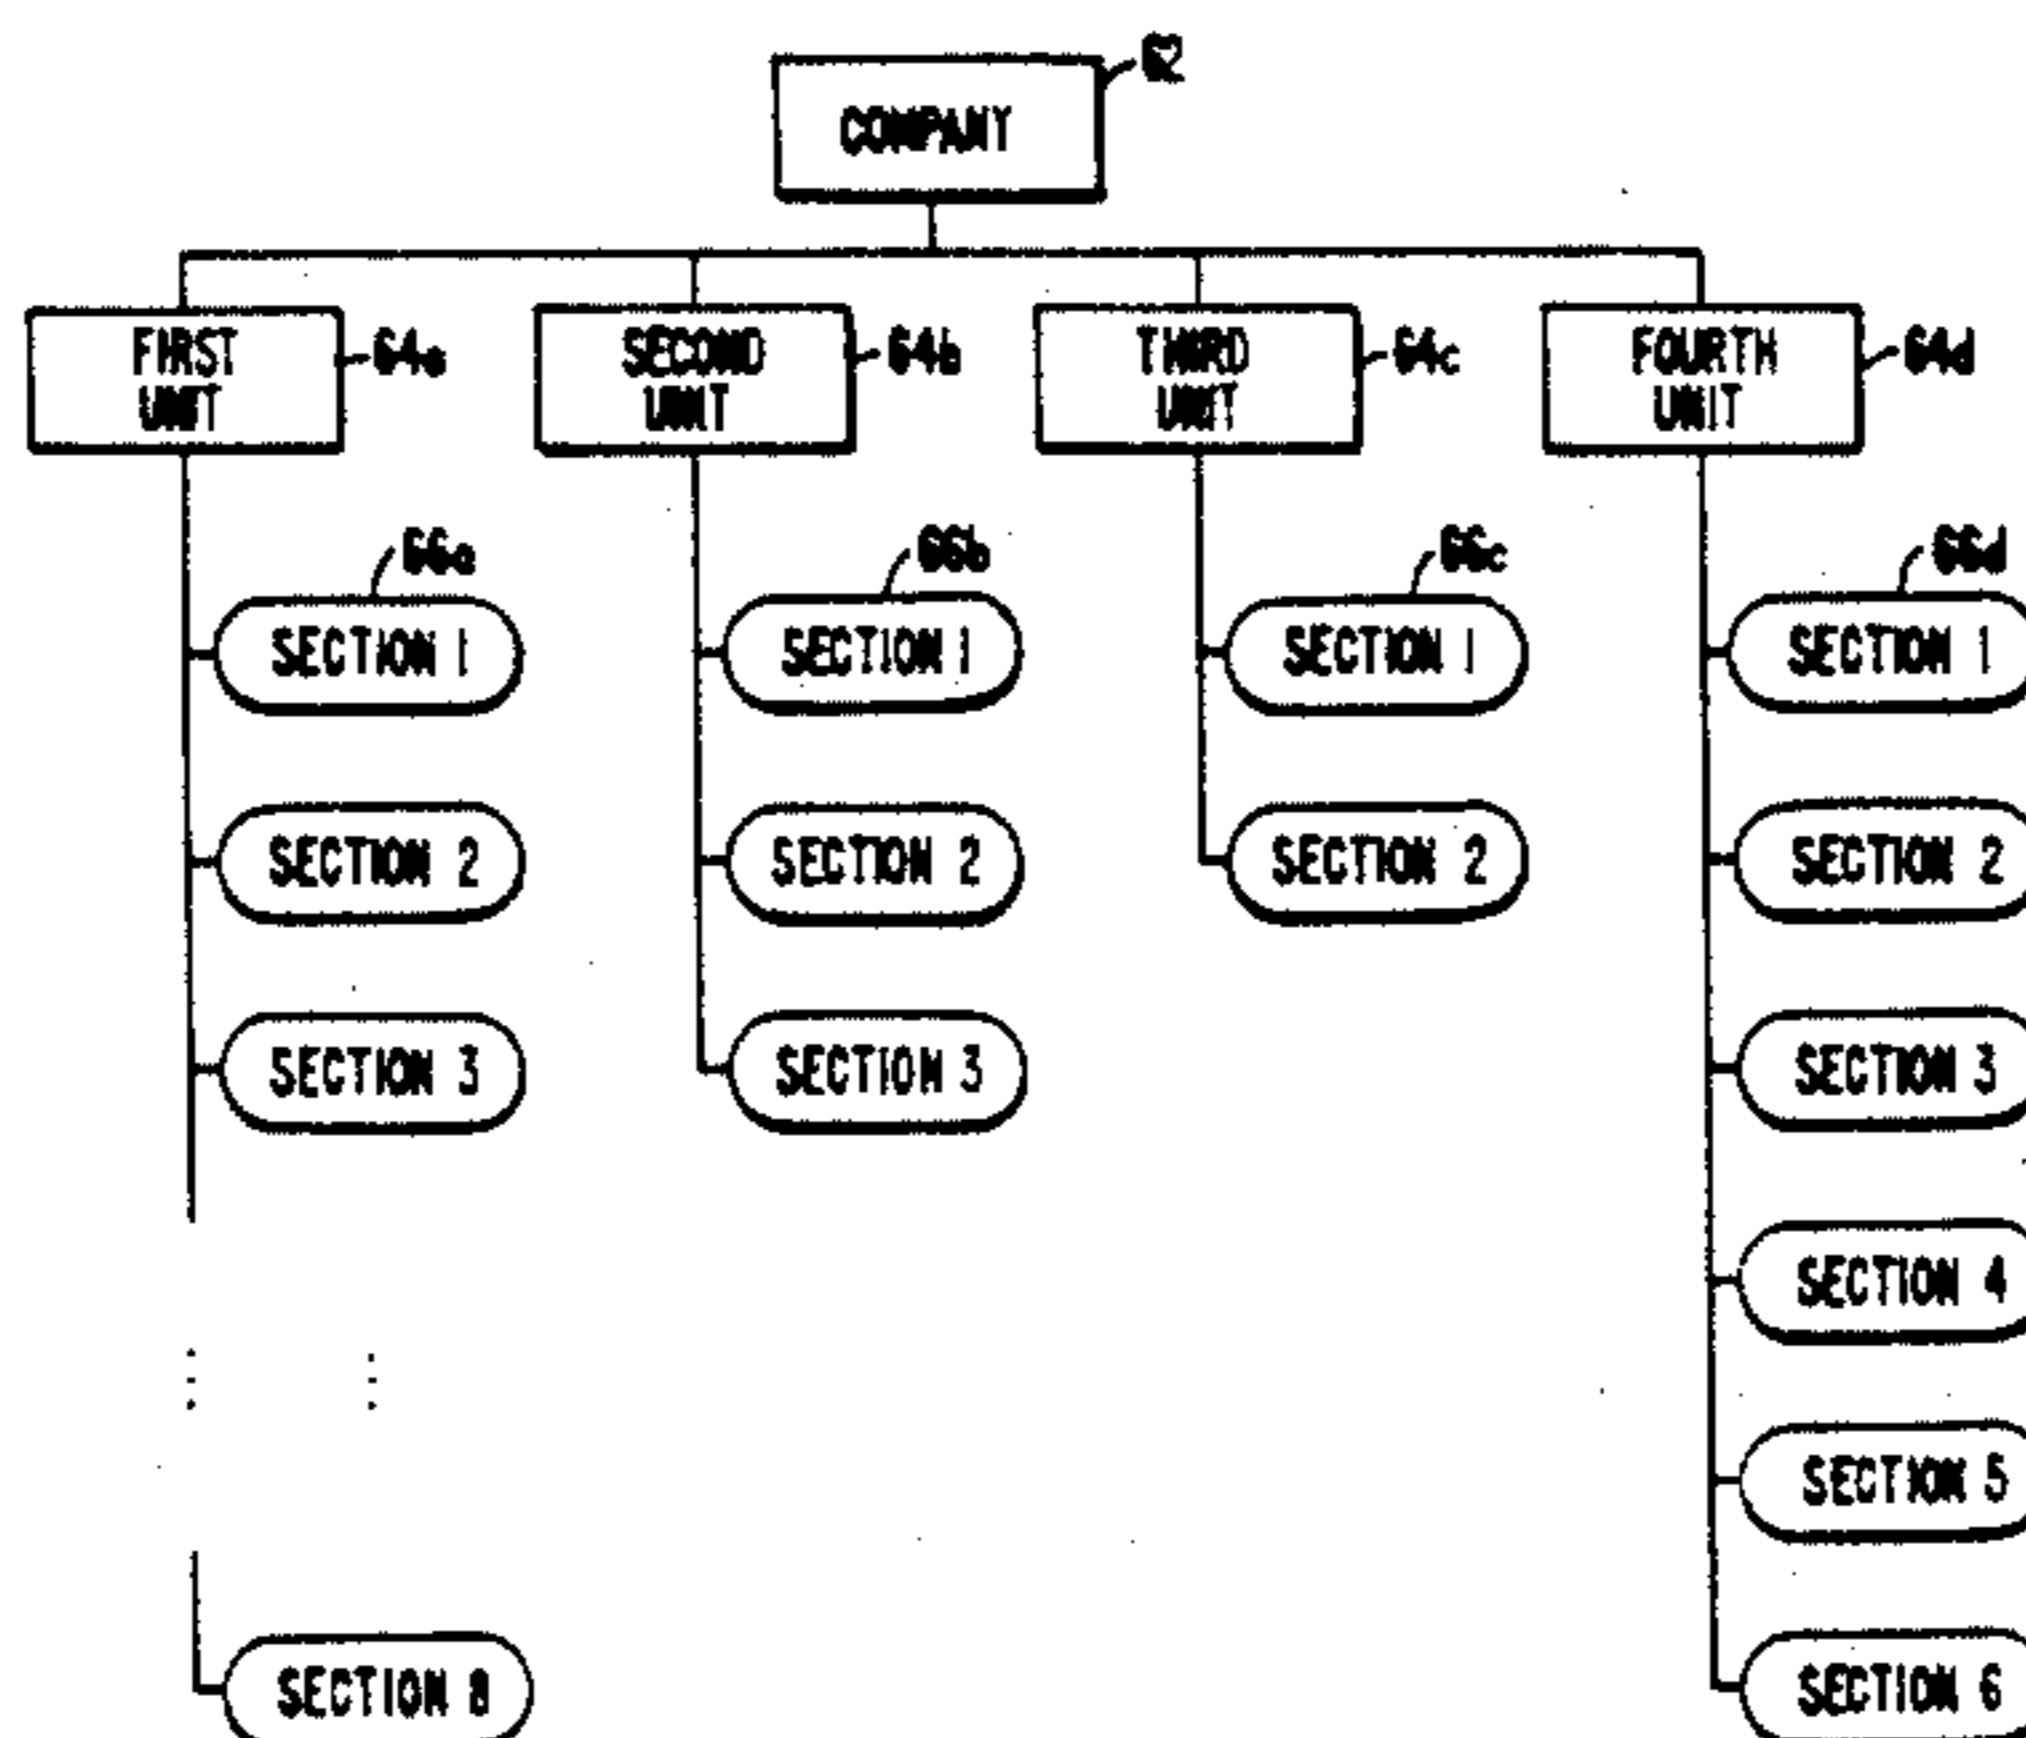 62
COMPANY
FIRST
UNIT
64a
SECOND
UNIT
64b
THIRD
UNIT
64c
FOURTH
UNIT
64d
66a
66b
66c
66d
SECTION 1
SECTION 1
SECTION 1
SECTION 1
SECTION 2
SECTION 2
SECTION 2
SECTION 2
SECTION 3
SECTION 3
SECTION 3
SECTION 4
SECTION 5
SECTION 8
SECTION 6